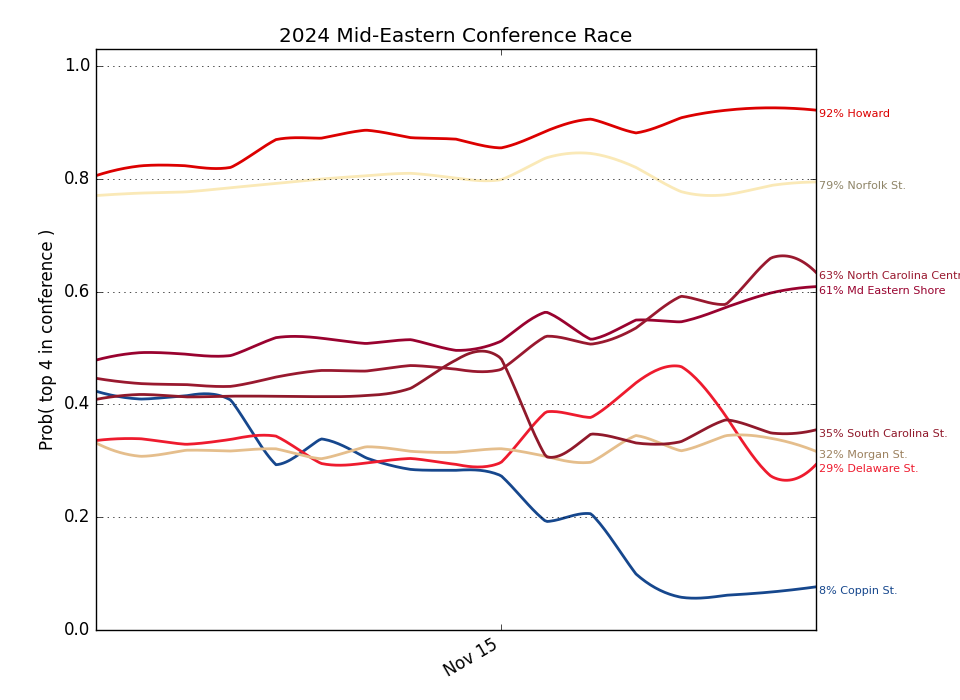 2024 Mid-Eastern Conference Race
Prob( top 4 in conference )
1.0
0.8
0.6
0.4
0.2
0.0
Nov 15
92% Howard
79% Norfolk St.
63% North Carolina Centr
61% Md Eastern Shore
35% South Carolina St.
32% Morgan St.
29% Delaware St.
8% Coppin St.